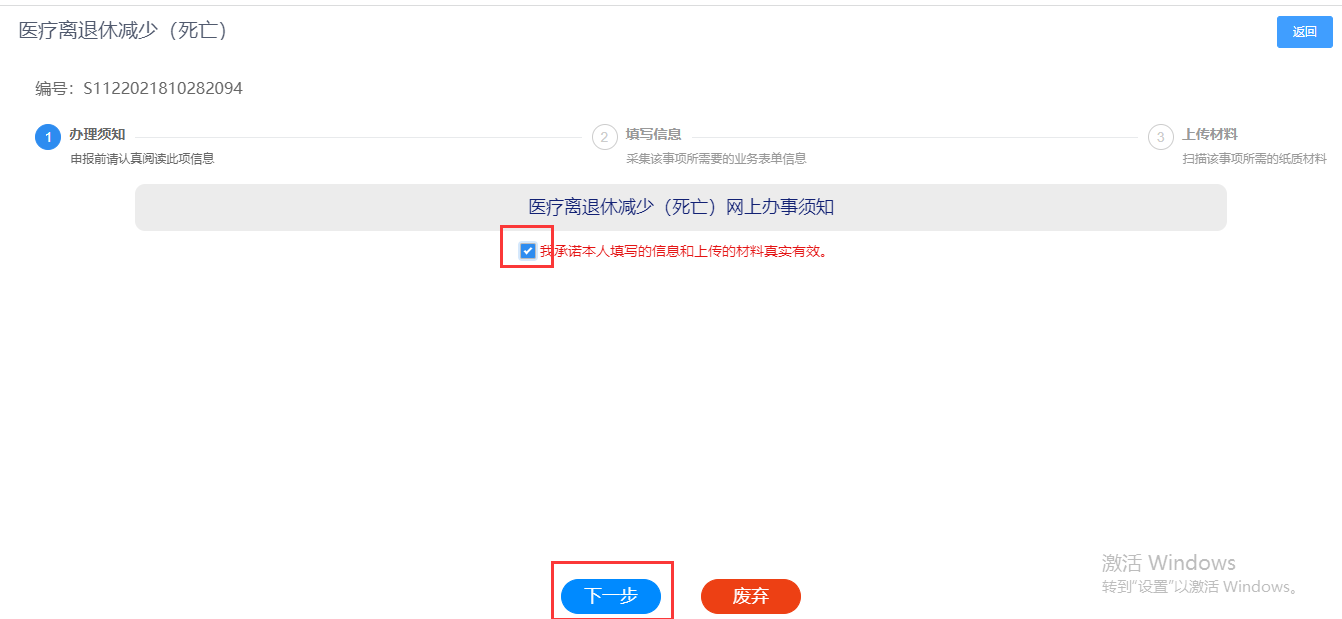 医疗离退休减少（死亡）
返回
编号：S1122021810282094
1 办理须知
申报前请认真阅读此项信息
2 填写信息
采集该事项所需要的业务表单信息
3 上传材料
扫描该事项所需的纸质材料
医疗离退休减少（死亡）网上办事须知
我承诺本人填写的信息和上传的材料真实有效。
激活 Windows
转到“设置”以激活 Windows。
下一步
废弃